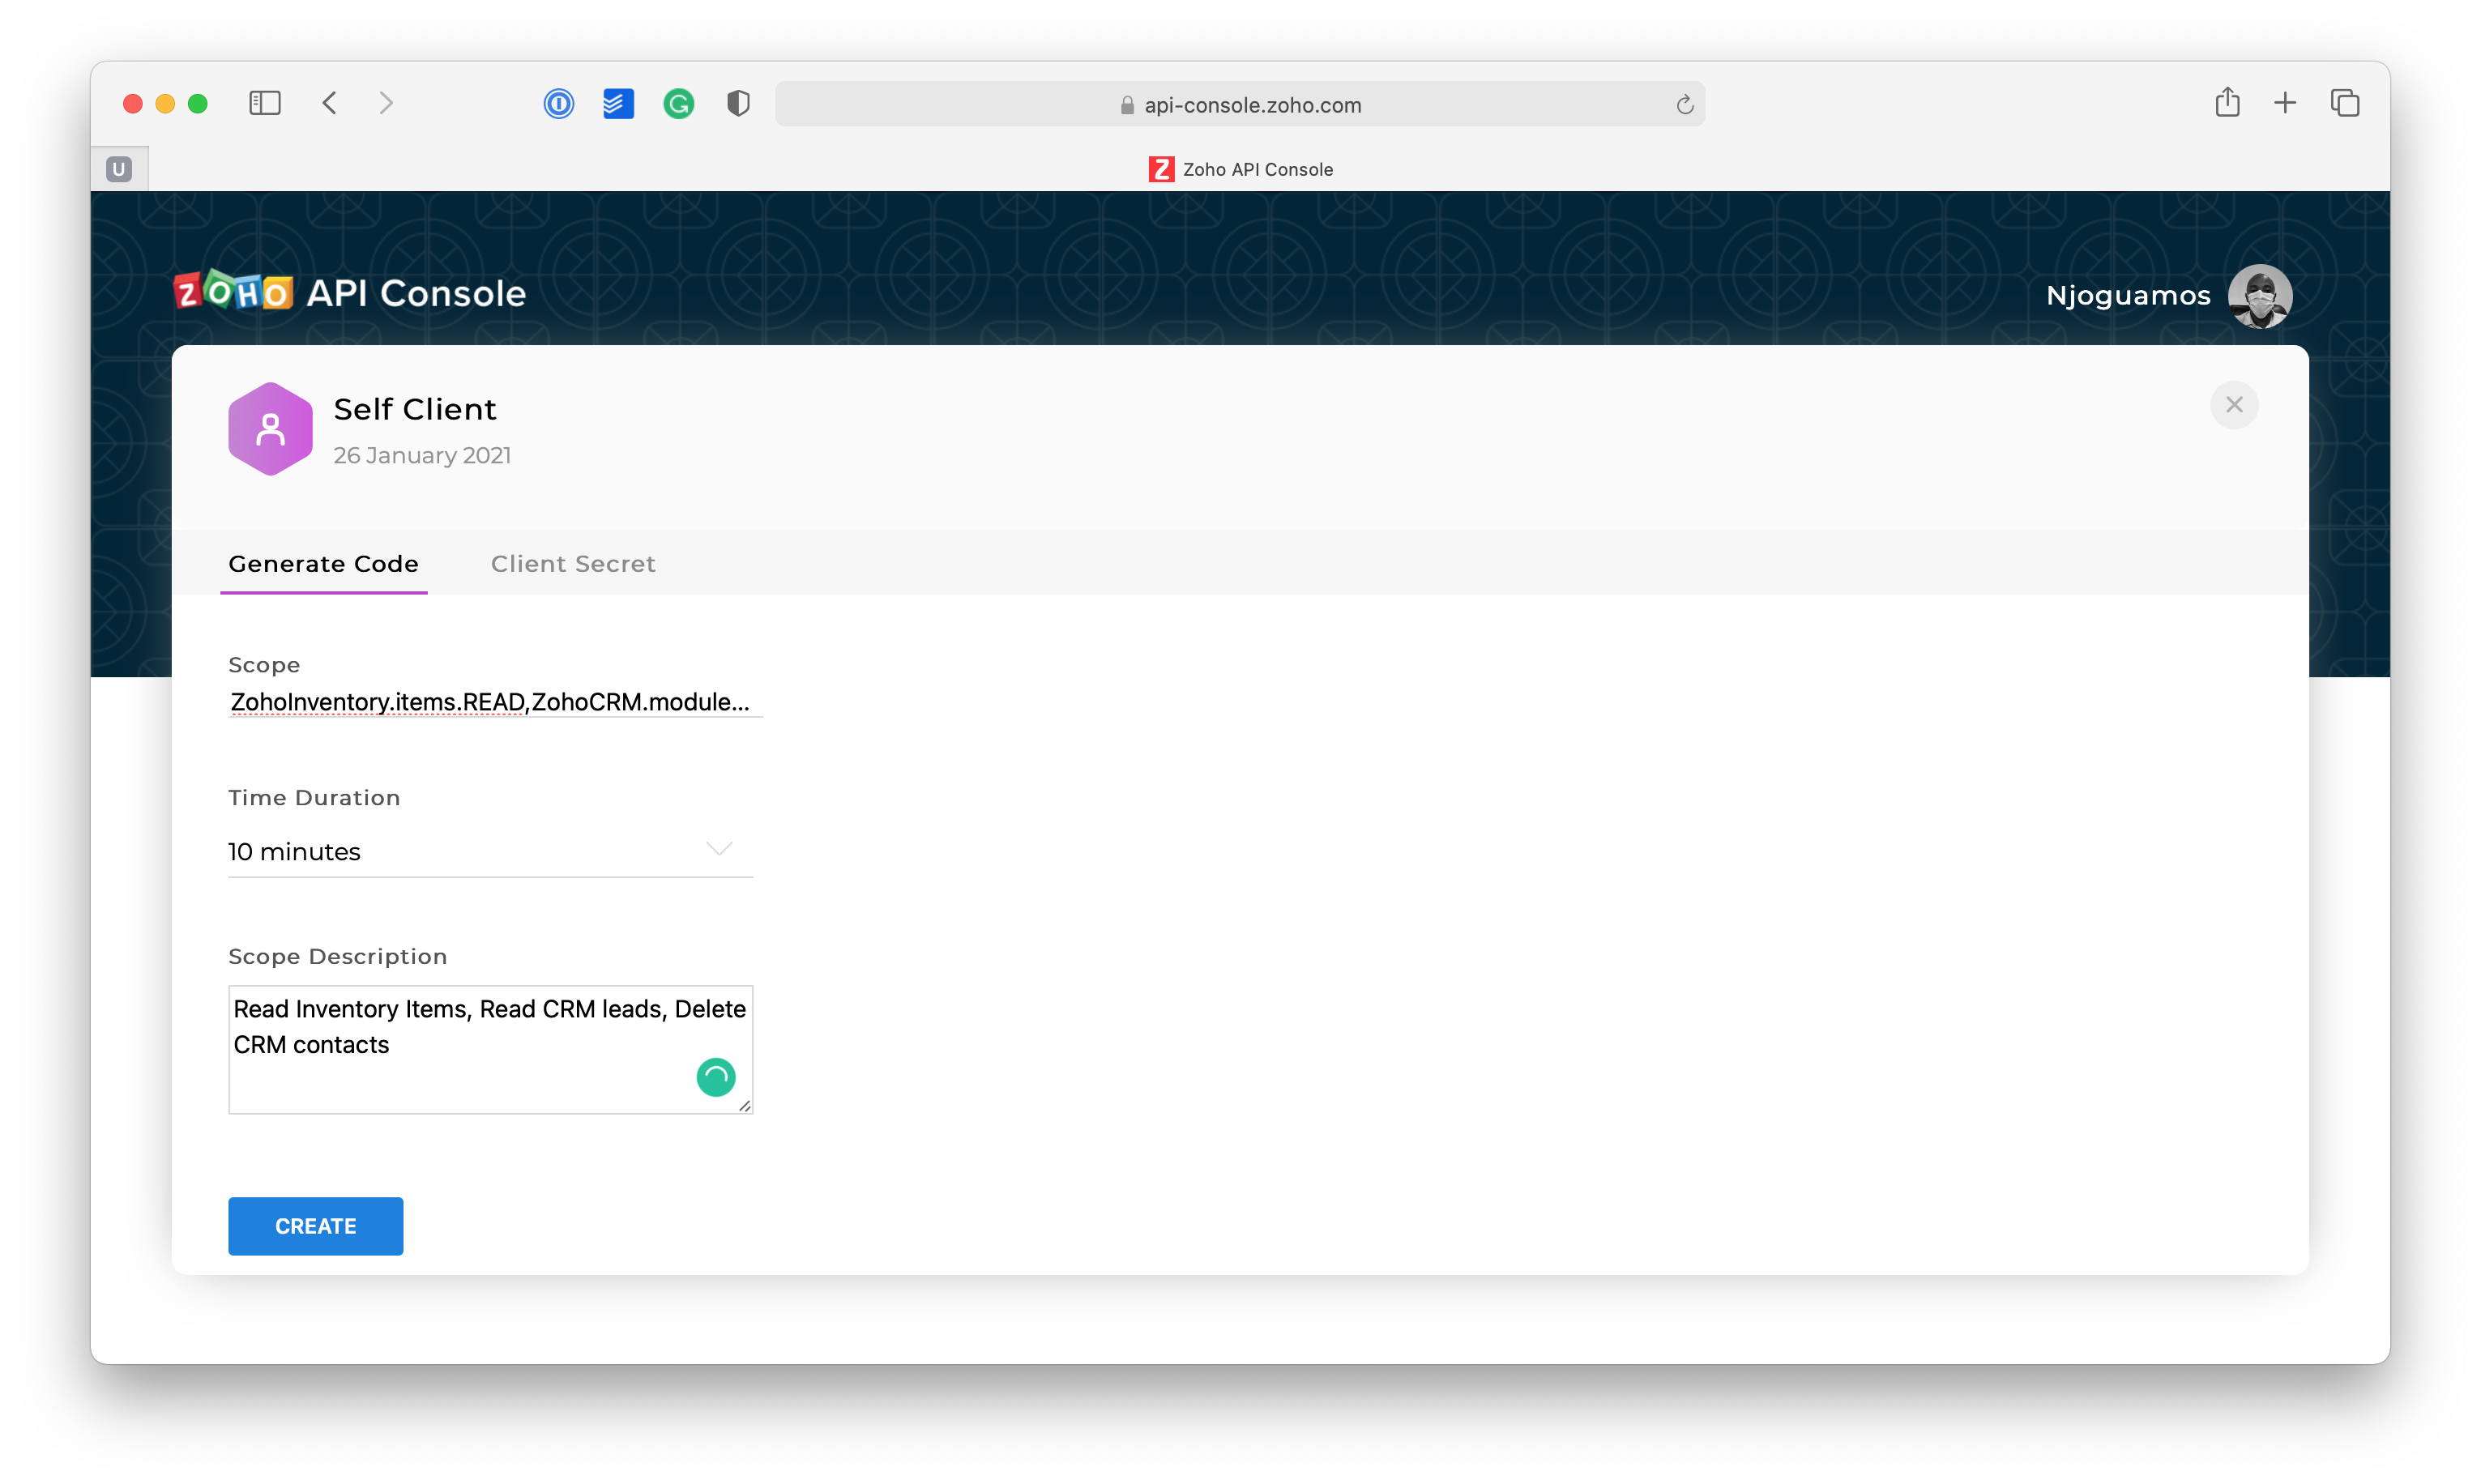 api-console.zoho.com
U
Zoho API Console
ZOHO API Console
Njoguamos
Self Client
26 January 2021
Generate Code
Client Secret
Scope
ZohoInventory.items.READ,ZohoCRM.module...
Time Duration
10 minutes
Scope Description
Read Inventory Items, Read CRM leads, Delete
CRM contacts
CREATE